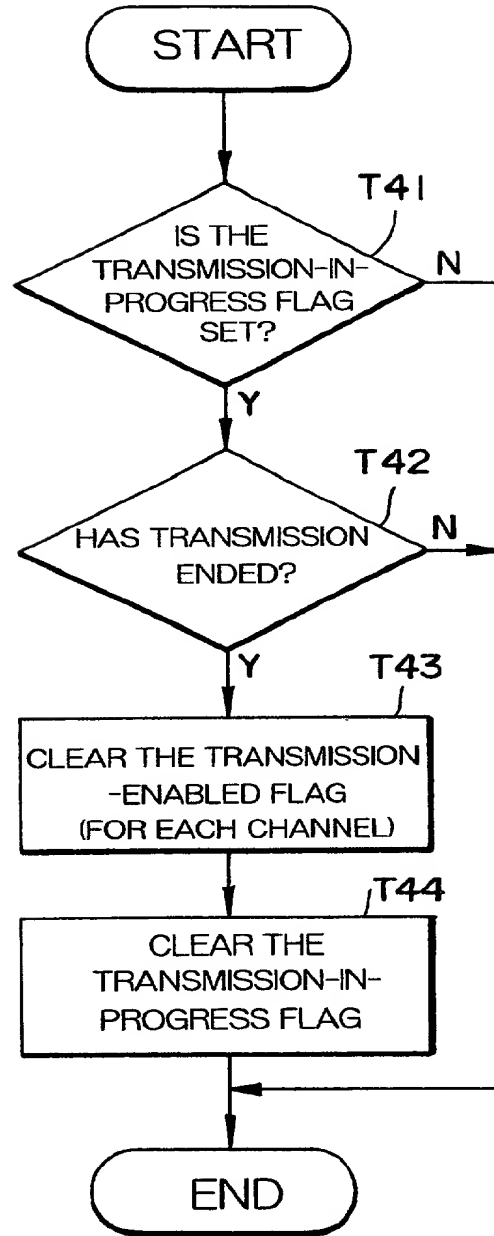 START
T41
IS THE
TRANSMISSION-IN-
PROGRESS FLAG
SET?
N
Y
T42
HAS TRANSMISSION
ENDED?
N
Y
T43
CLEAR THE TRANSMISSION
-ENABLED FLAG
(FOR EACH CHANNEL)
T44
CLEAR THE
TRANSMISSION-IN-
PROGRESS FLAG
END